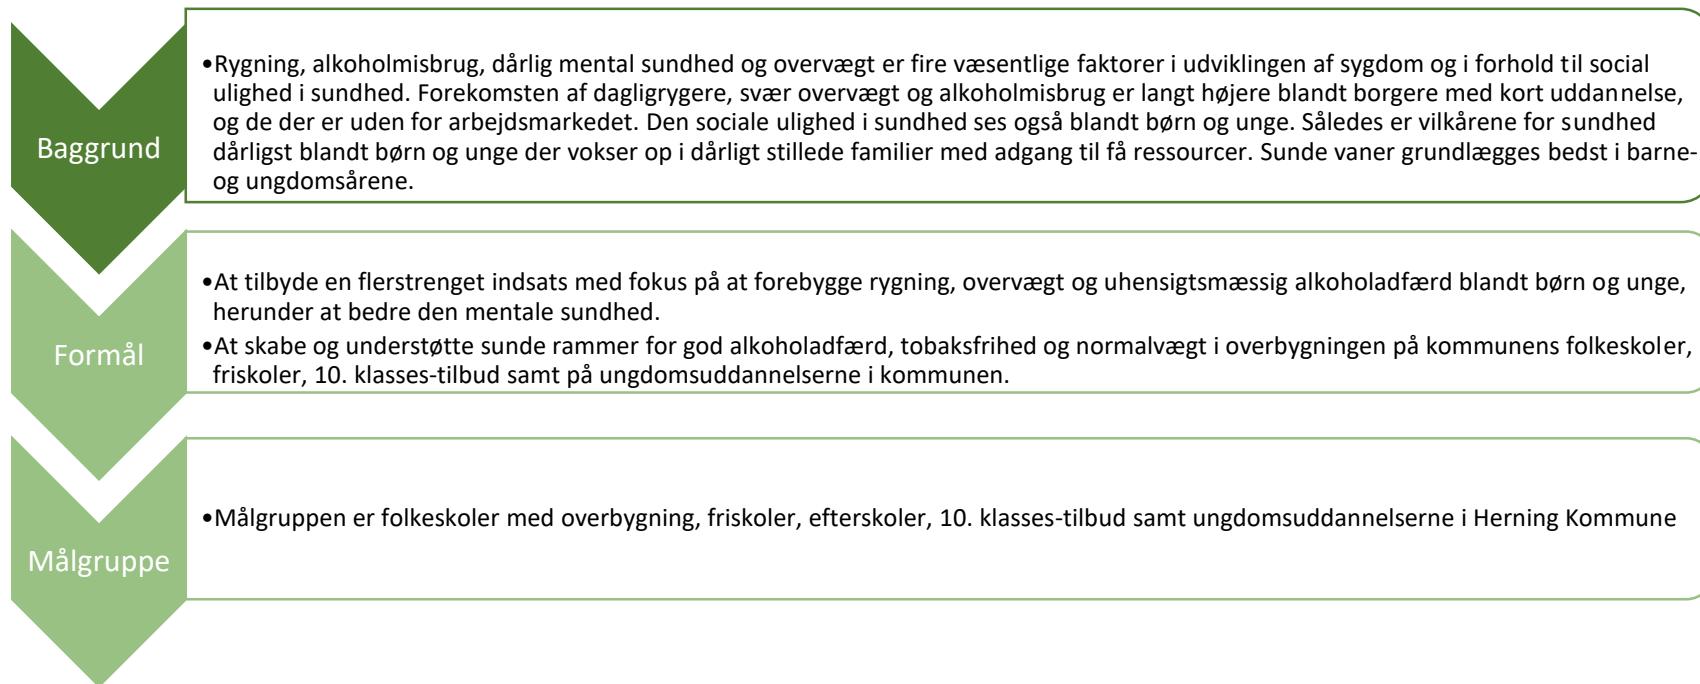 Baggrund
•Rygning, alkoholmisbrug, dårlig mental sundhed og overvægt er fire væsentlige faktorer i udviklingen af sygdom og i forhold til social
ulighed i sundhed. Forekomsten af dagligrygere, svær overvægt og alkoholmisbrug er langt højere blandt borgere med kort uddannelse,
og de der er uden for arbejdsmarkedet. Den sociale ulighed i sundhed ses også blandt børn og unge. Således er vilkårene for sundhed
dårligst blandt børn og unge der vokser op i dårligt stillede familier med adgang til få ressourcer. Sunde vaner grundlægges bedst i barne-
og ungdomsårene.
Formål
•At tilbyde en flerstrenget indsats med fokus på at forebygge rygning, overvægt og uhensigtsmæssig alkoholadfærd blandt børn og unge,
herunder at bedre den mentale sundhed.
•At skabe og understøtte sunde rammer for god alkoholadfærd, tobaksfrihed og normalvægt i overbygningen på kommunens folkeskoler,
friskoler, 10. klasses-tilbud samt på ungdomsuddannelserne i kommunen.
Målgruppe
•Målgruppen er folkeskoler med overbygning, friskoler, efterskoler, 10. klasses-tilbud samt ungdomsuddannelserne i Herning Kommune